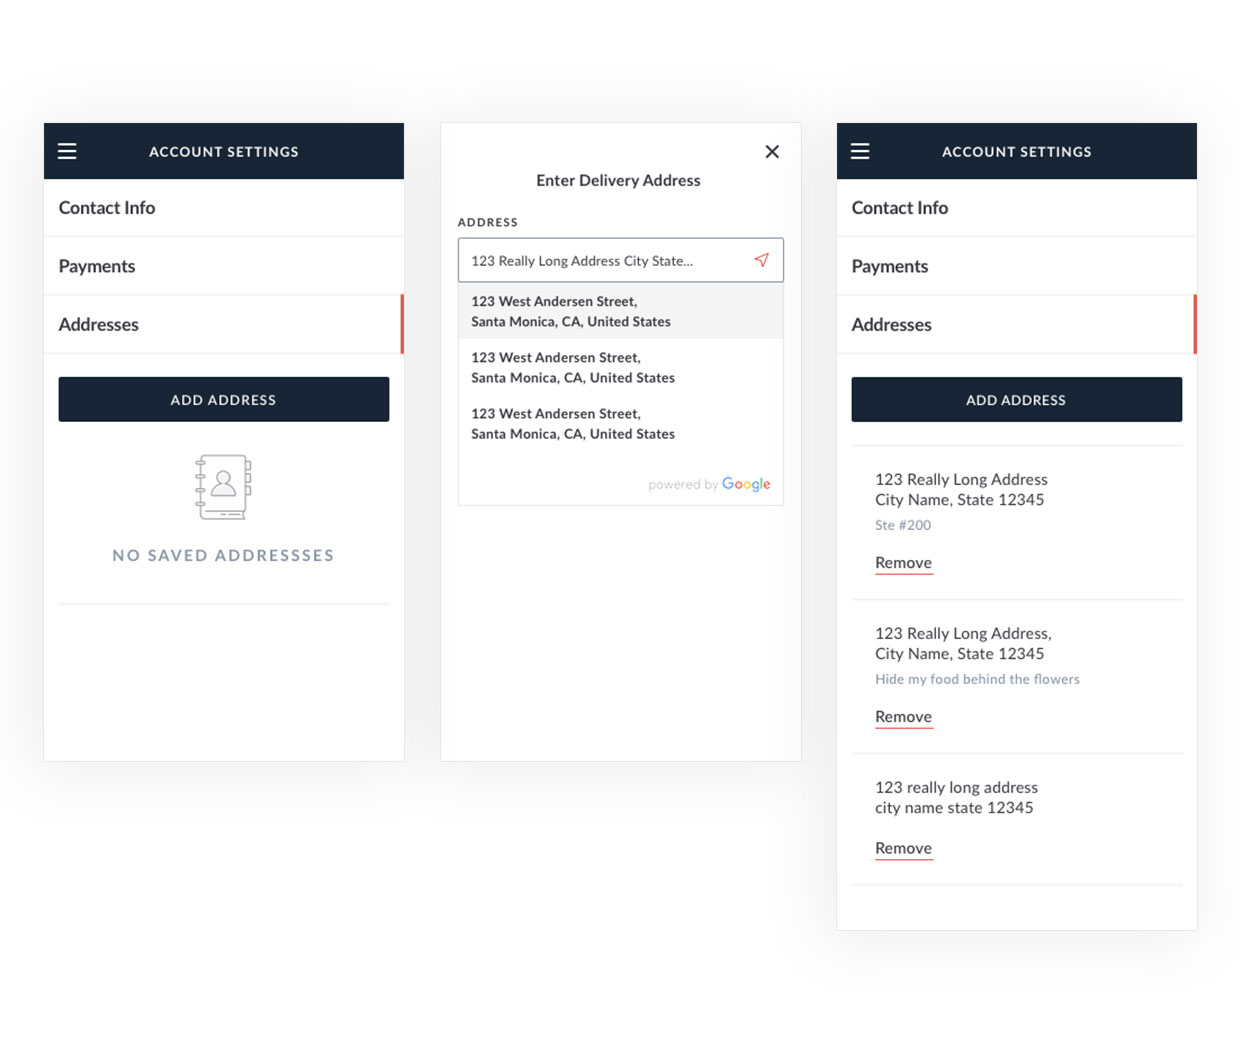 ACCOUNT SETTINGS
Contact Info
Payments
Addresses
ADD ADDRESS
NO SAVED ADDRESSSES
Enter Delivery Address
ADDRESS
123 Really Long Address City State...
123 West Andersen Street,
Santa Monica, CA, United States
123 West Andersen Street,
Santa Monica, CA, United States
123 West Andersen Street,
Santa Monica, CA, United States
powered by Google
ACCOUNT SETTINGS
Contact Info
Payments
Addresses
ADD ADDRESS
123 Really Long Address
City Name, State 12345
Ste #200
Remove
123 Really Long Address,
City Name, State 12345
Hide my food behind the flowers
Remove
123 really long address
city name state 12345
Remove